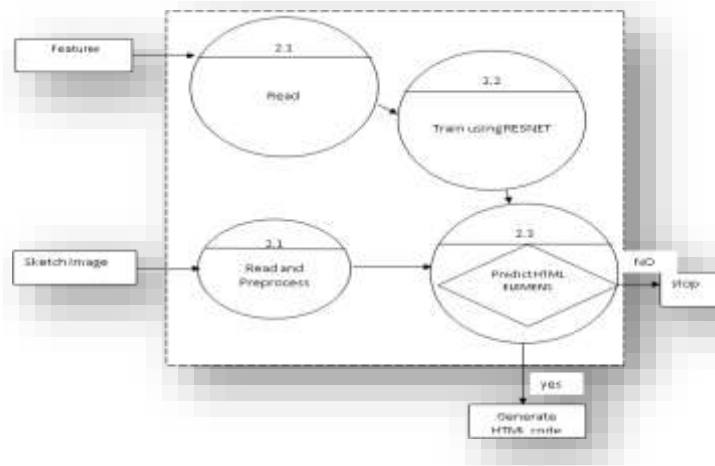 Features
2.1
Read
2.2
Train using RESNET
Sketch Image
2.1
Read and
Preprocess
2.3
Predict HTML
ElEMENS
NO
stop
yes
Generate
HTML code